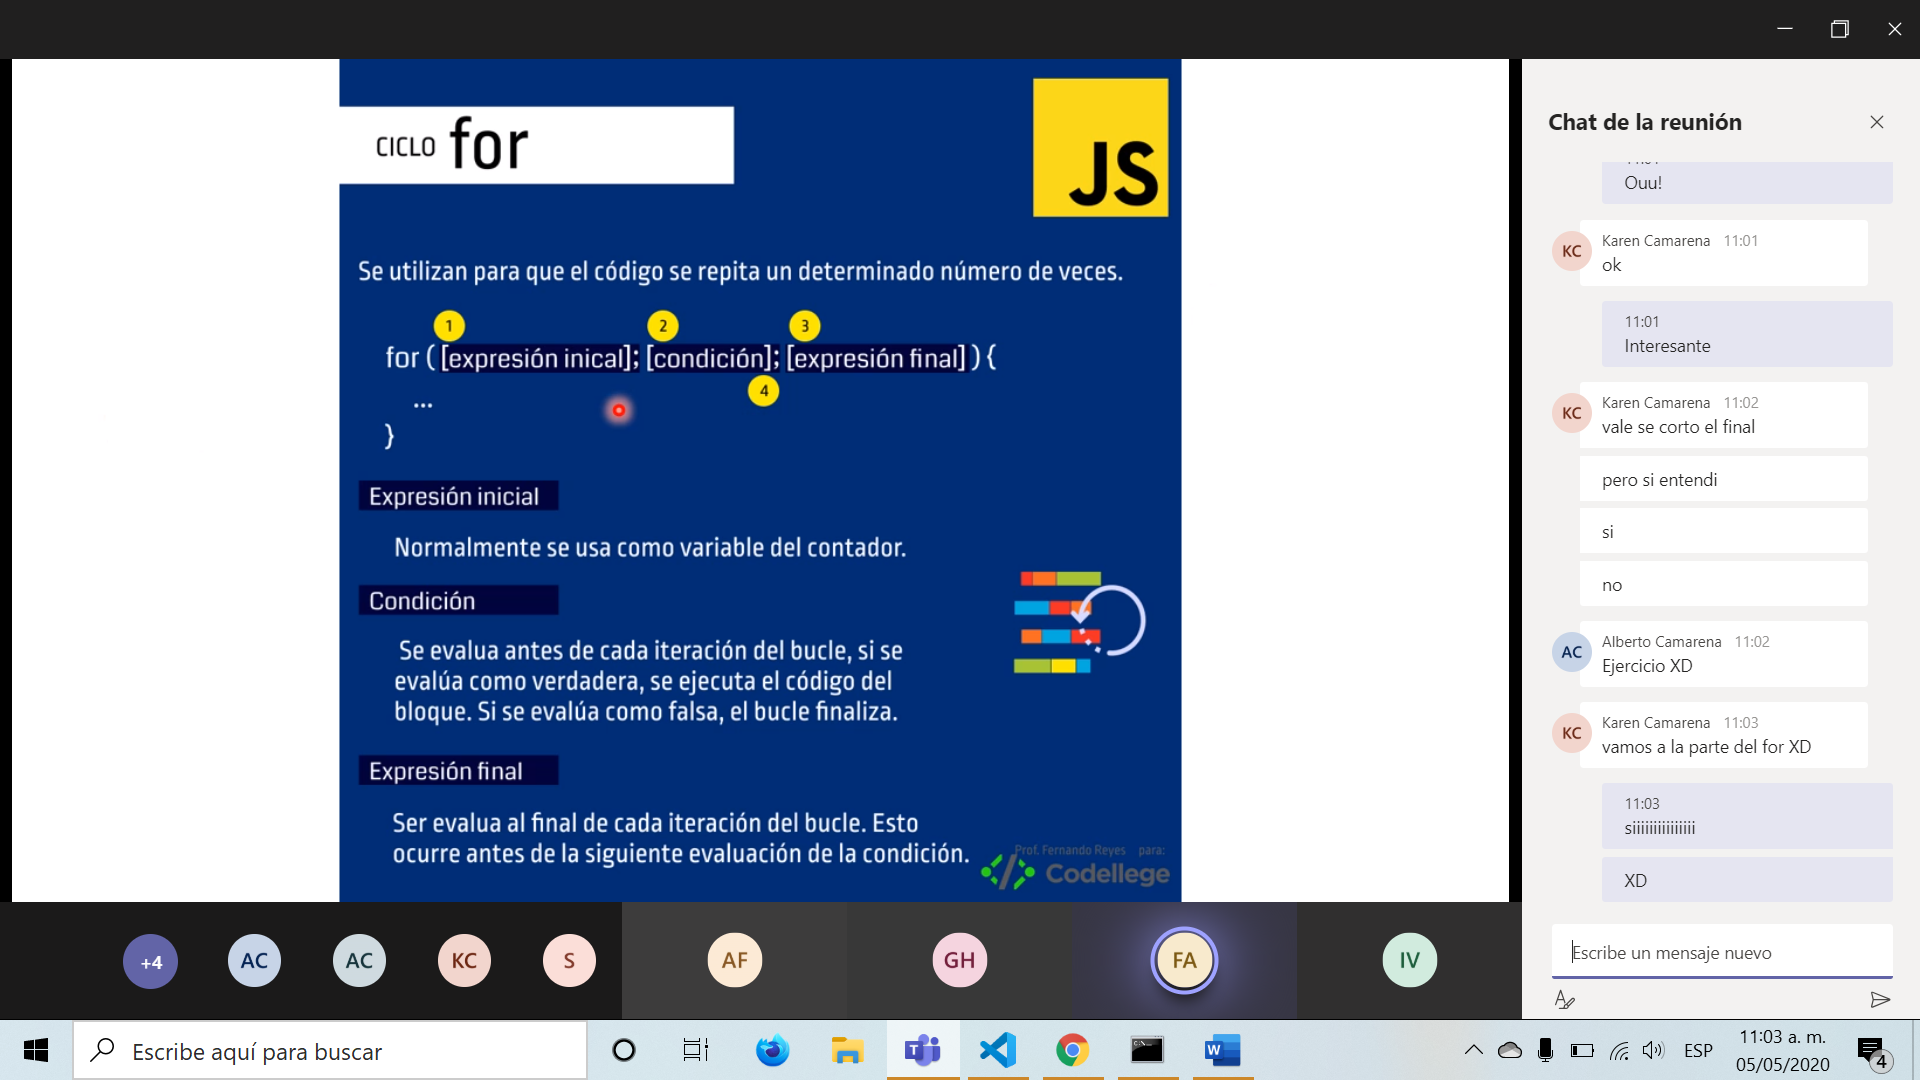 CICLO for
JS
Se utilizan para que el código se repita un determinado número de veces.
1 2 3
for ( [expresión inical]; [condición]; [expresión final] ) {
4
...
}
Expresión inicial
Normalmente se usa como variable del contador.
Condición
Se evalua antes de cada iteración del bucle, si se
evalúa como verdadera, se ejecuta el código del
bloque. Si se evalúa como falsa, el bucle finaliza.
Expresión final
Ser evalua al final de cada iteración del bucle. Esto
ocurre antes de la siguiente evaluación de la condición.
Prof. Fernando Reyes para:
Codellege
Chat de la reunión
Ouu!
KC
Karen Camarena 11:01
ok
11:01
Interesante
KC
Karen Camarena 11:02
vale se corto el final
pero si entendi
si
no
AC
Alberto Camarena 11:02
Ejercicio XD
KC
Karen Camarena 11:03
vamos a la parte del for XD
11:03
siiiiiiiiiiiiiii
XD
Escribe un mensaje nuevo
+4 AC AC KC S AF GH FA IV
Escribe aquí para buscar
ESP
11:03 a. m.
05/05/2020
4